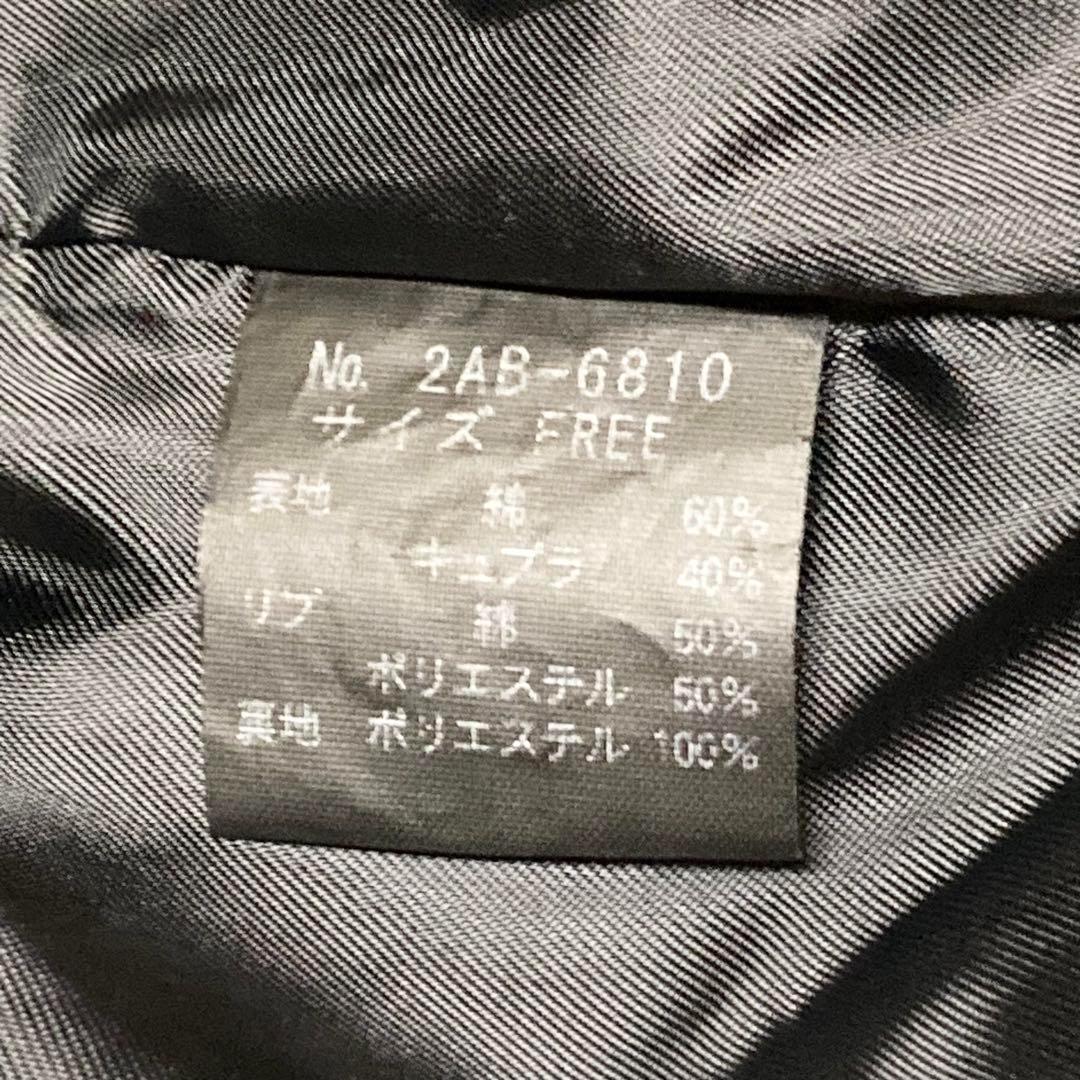 No. 2AB-6810
サイズ FREE
表地 綿 60%
キュプラ 40%
リブ 綿 50%
ポリエステル 50%
裏地 ポリエステル 100%